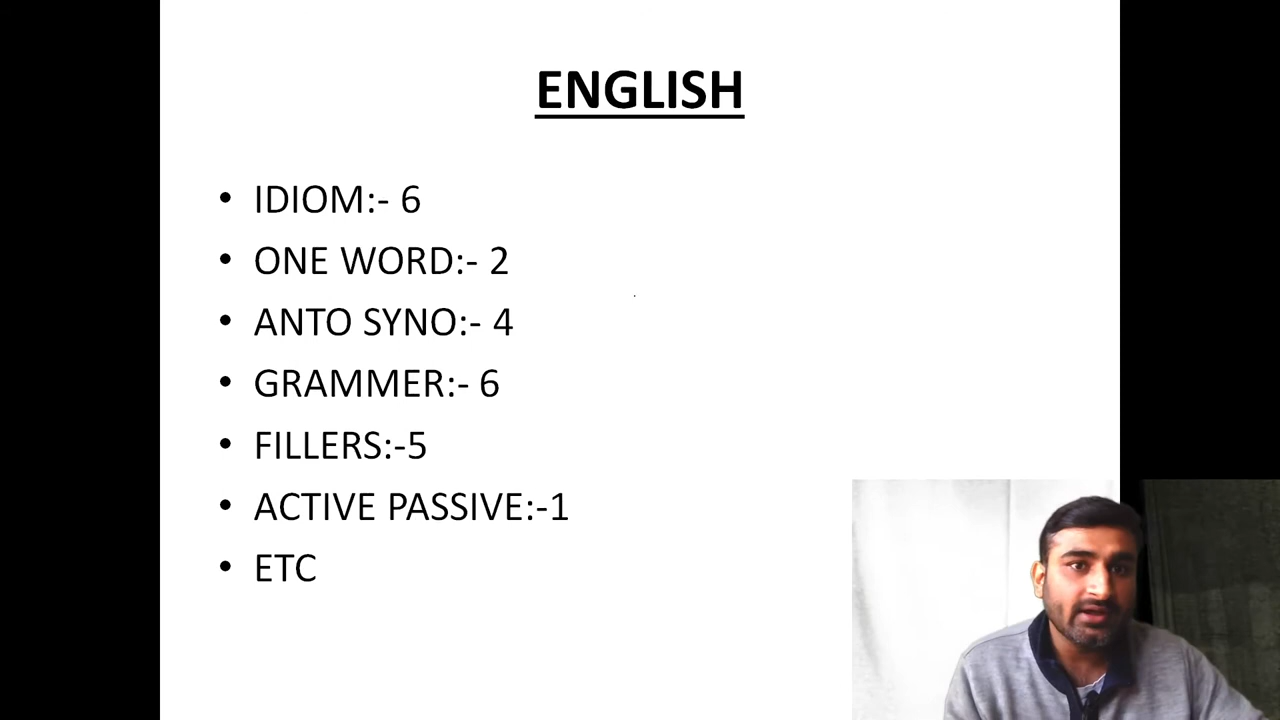 ENGLISH
• IDIOM:- 6
• ONE WORD:- 2
• ANTO SYNO:- 4
• GRAMMER:- 6
• FILLERS:-5
• ACTIVE PASSIVE:-1
• ETC